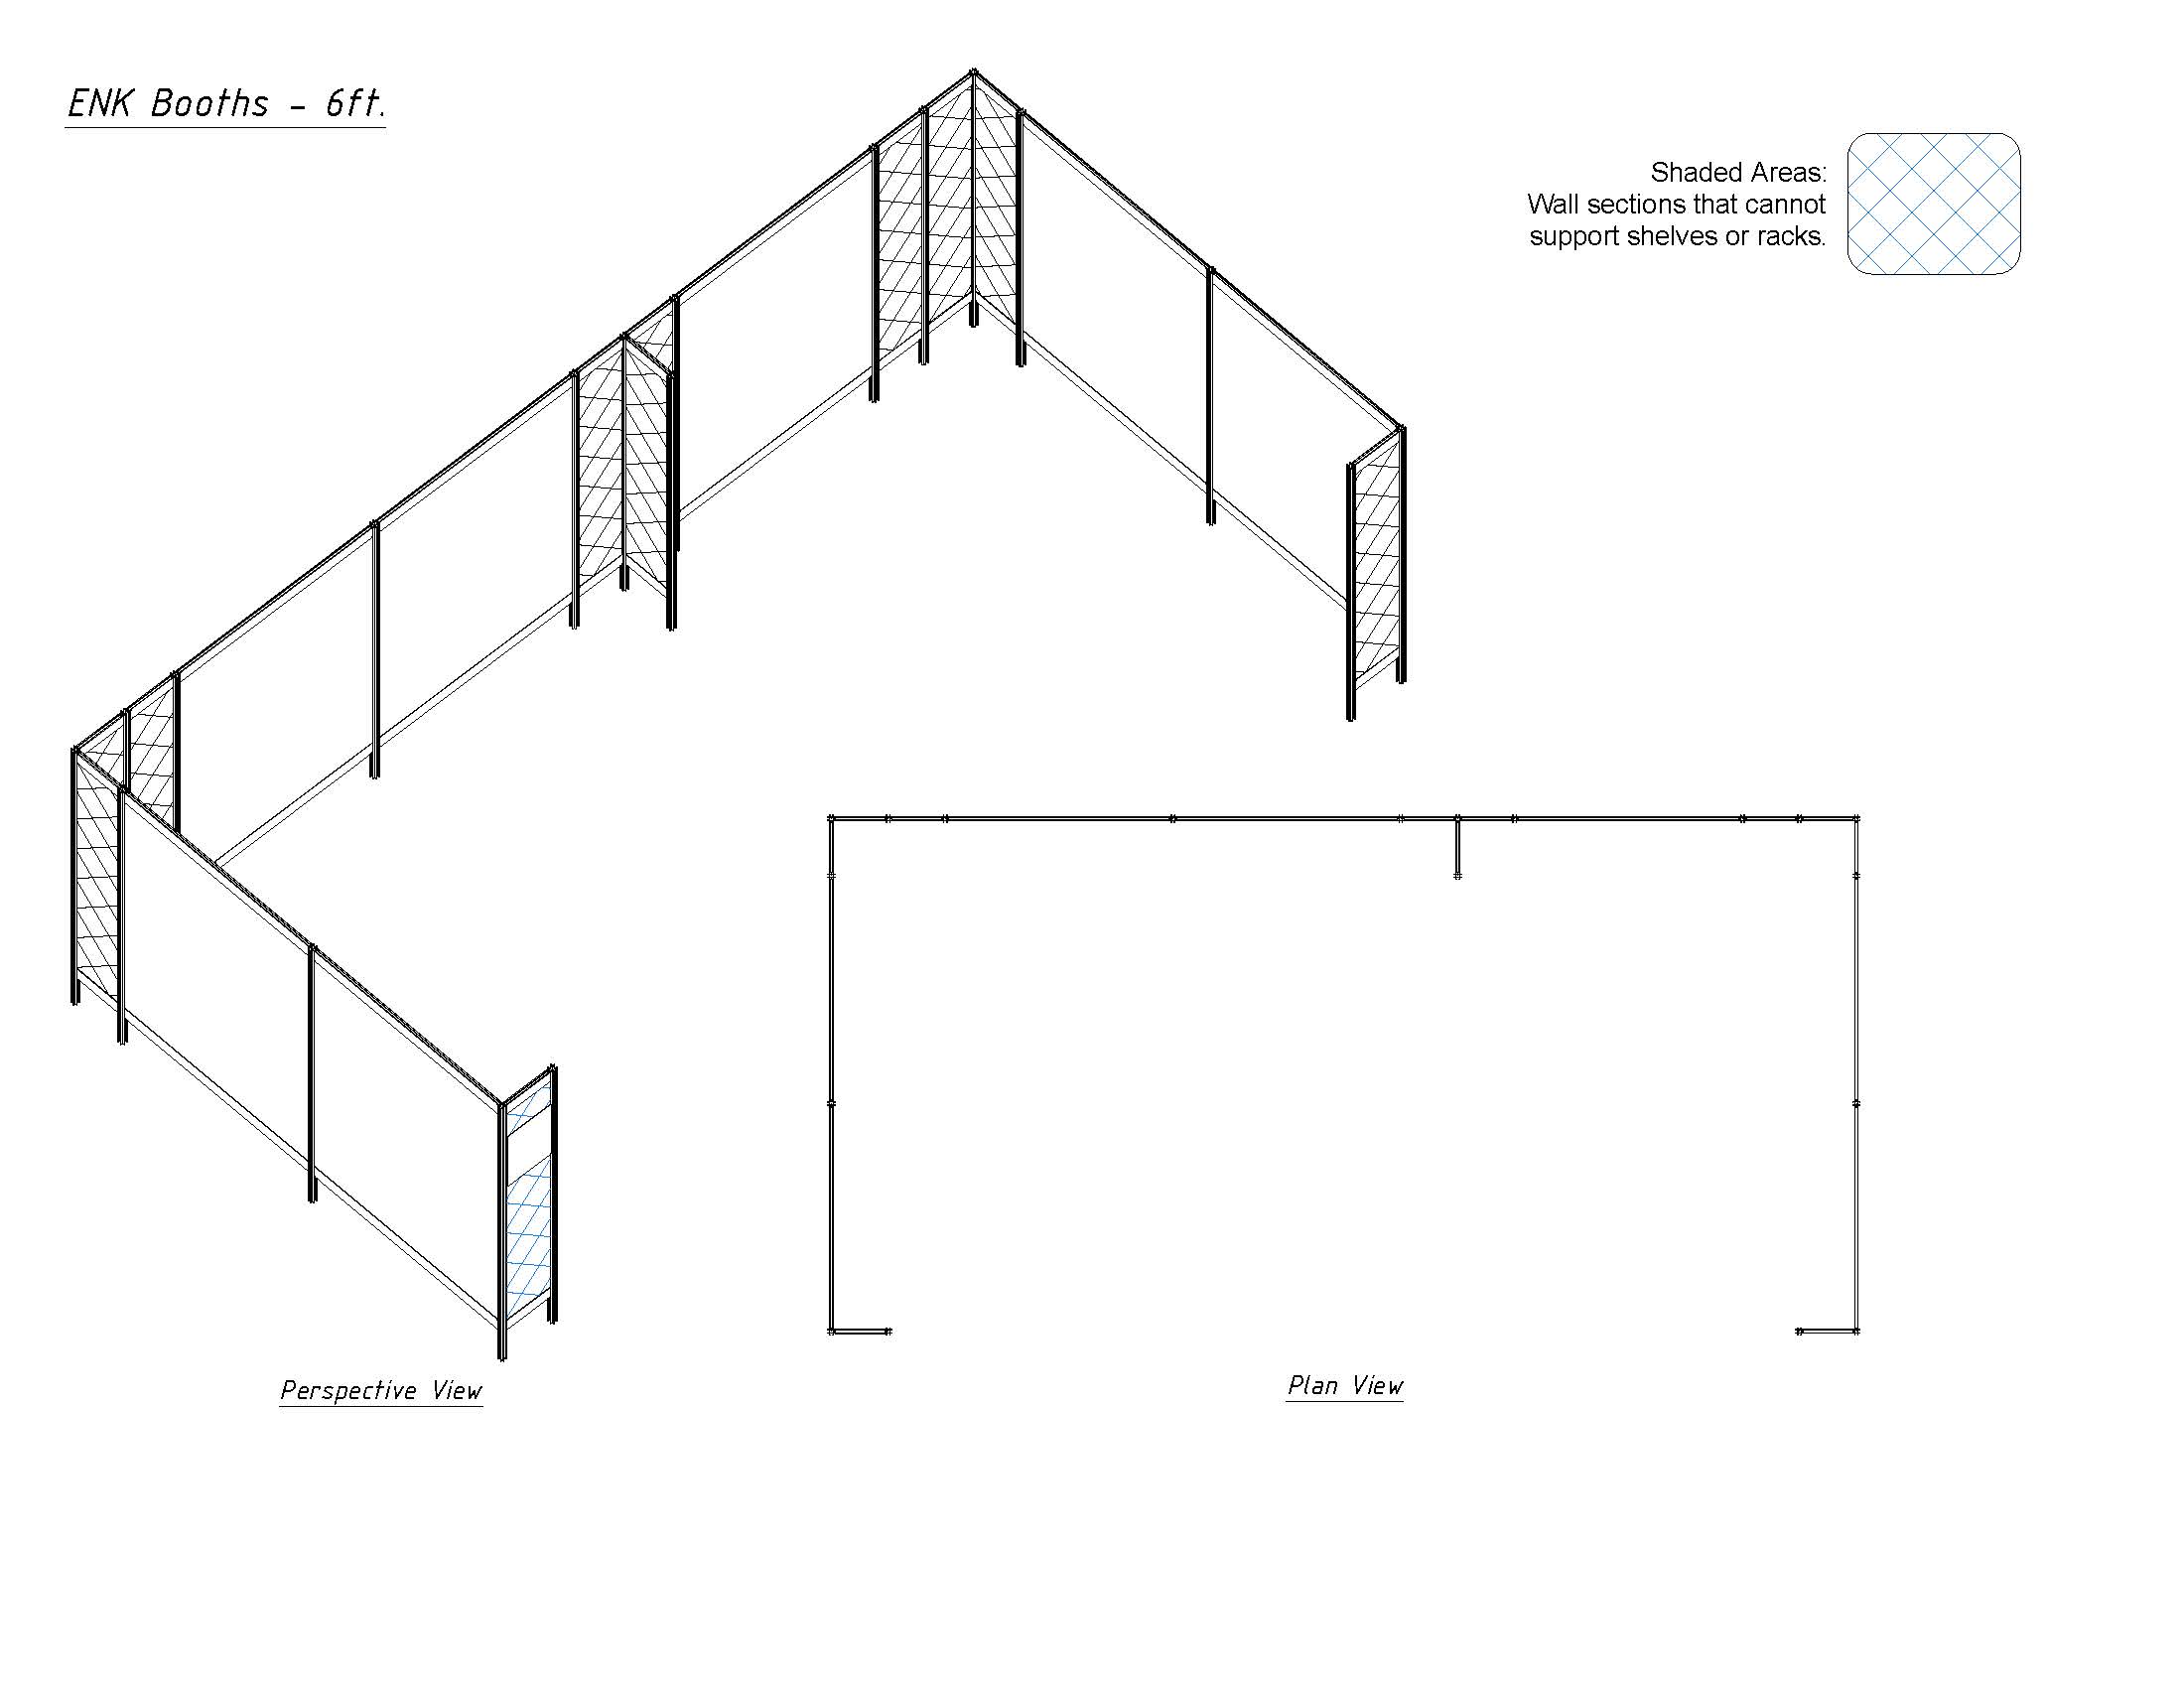 ENK Booths - 6ft.
Shaded Areas:
Wall sections that cannot
support shelves or racks.
Perspective View
Plan View